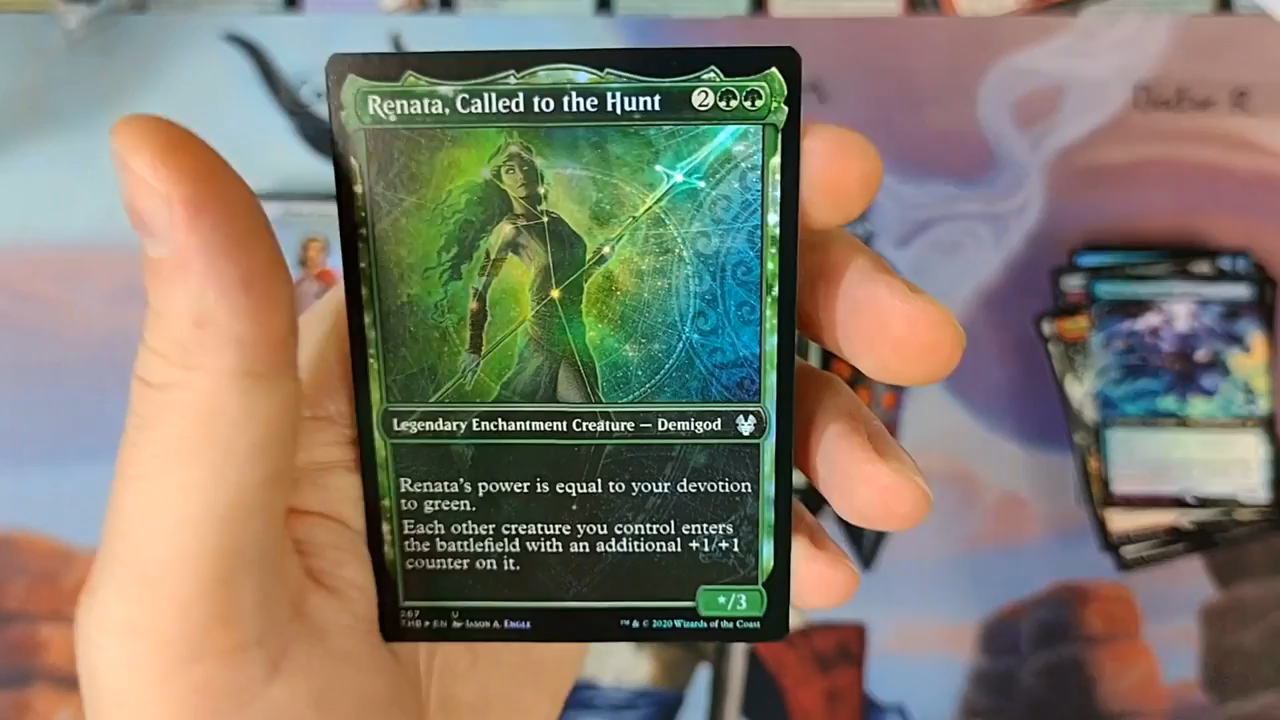 Renata, Called to the Hunt 2
Legendary Enchantment Creature — Demigod
Renata's power is equal to your devotion
to green.
Each other creature you control enters
the battlefield with an additional +1/+1
counter on it.
*/3
267 U
THB EN Jason A. Engle ™ & © 2020 Wizards of the Coast